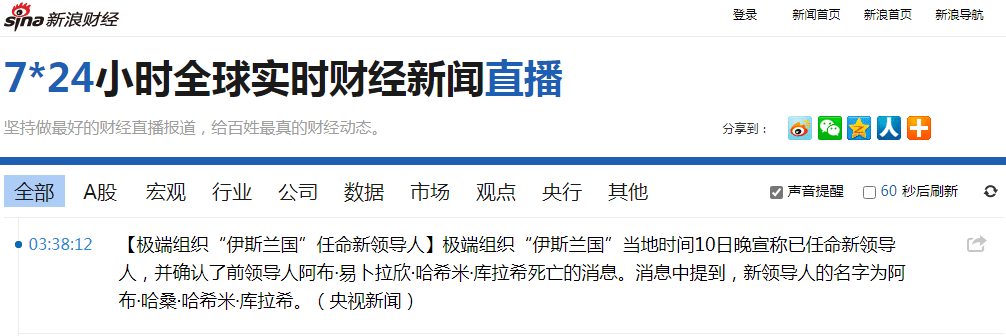 sina 新浪财经
登录 新闻首页 新浪首页 新浪导航
7*24小时全球实时财经新闻直播
坚持做最好的财经直播报道，给百姓最真的财经动态。
分享到：
全部 A股 宏观 行业 公司 数据 市场 观点 央行 其他
声音提醒 60 秒后刷新
03:38:12
【极端组织“伊斯兰国”任命新领导人】极端组织“伊斯兰国”当地时间10日晚宣称已任命新领导
人，并确认了前领导人阿布·易卜拉欣·哈希米·库拉希死亡的消息。消息中提到，新领导人的名字为阿
布·哈桑·哈希米·库拉希。（央视新闻）